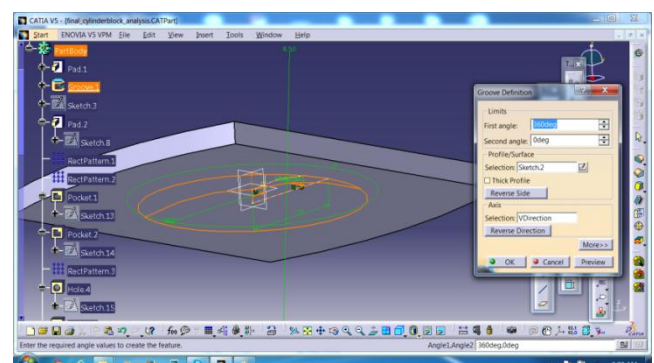 CATIA V5 - [final_cylinderblock_analysis.CATPart]
Start ENOVIA V5 VPM File Edit View Insert Tools Window Help
PartBody
Pad.1
Groove.1
Sketch.3
Pad.2
Sketch.8
RectPattern.1
RectPattern.2
Pocket.1
Sketch.13
Pocket.2
Sketch.14
RectPattern.3
Hole.4
Sketch.15
Groove Definition
Limits
First angle: 360deg
Second angle: 0deg
Profile/Surface
Selection: Sketch.2
Thick Profile
Reverse Side
Axis
Selection: VDirection
Reverse Direction
More>>
OK Cancel Preview
Enter the required angle values to create the feature.
Angle1,Angle2 360deg,0deg